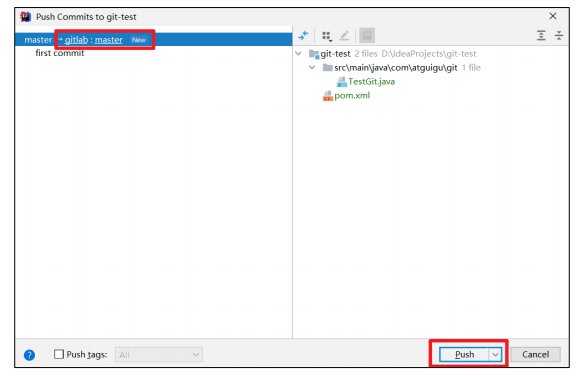 Push Commits to git-test
master → gitlab : master New
first commit
git-test 2 files D:\IdeaProjects\git-test
src\main\java\com\atguigu\git 1 file
TestGit.java
pom.xml
? Push tags: All
Push Cancel